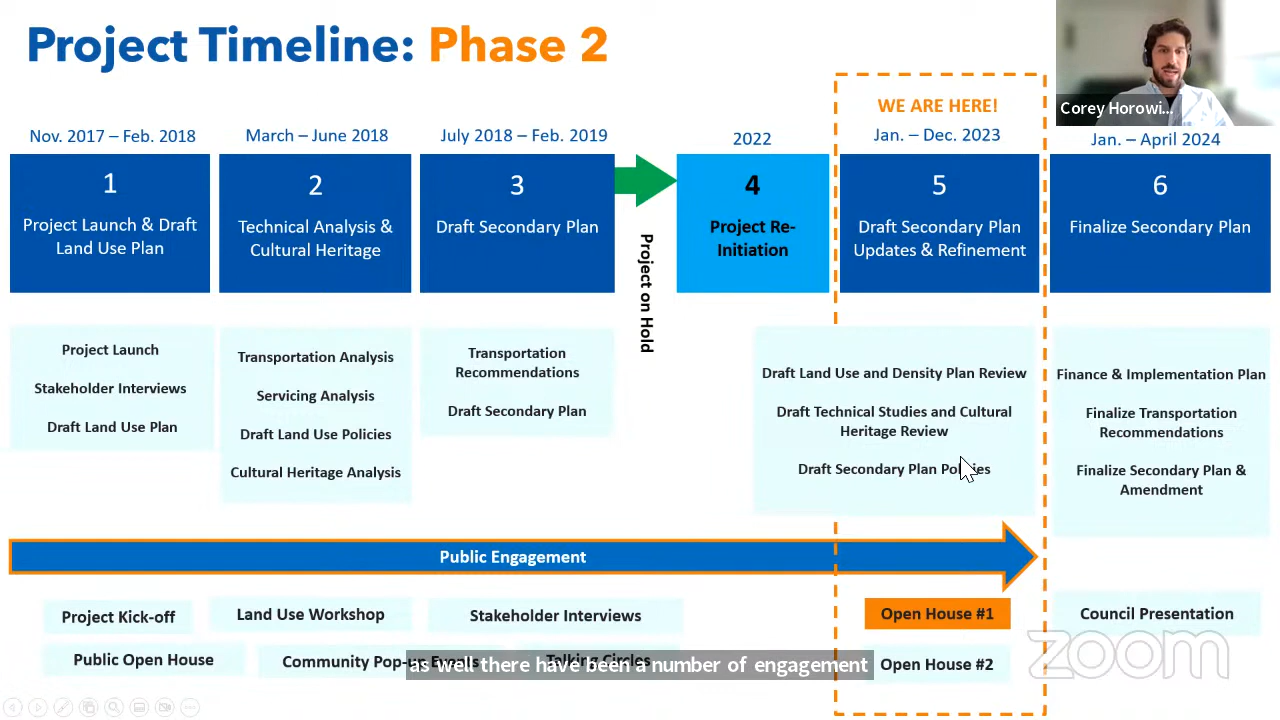 Project Timeline: Phase 2
WE ARE HERE!
Corey Horowi...
Nov. 2017 – Feb. 2018
March – June 2018
July 2018 – Feb. 2019
2022
Jan. – Dec. 2023
Jan. – April 2024
1
Project Launch & Draft
Land Use Plan
2
Technical Analysis &
Cultural Heritage
3
Draft Secondary Plan
Project on Hold
4
Project Re-
Initiation
5
Draft Secondary Plan
Updates & Refinement
6
Finalize Secondary Plan
Project Launch
Stakeholder Interviews
Draft Land Use Plan
Transportation Analysis
Servicing Analysis
Draft Land Use Policies
Cultural Heritage Analysis
Transportation
Recommendations
Draft Secondary Plan
Draft Land Use and Density Plan Review
Draft Technical Studies and Cultural
Heritage Review
Draft Secondary Plan Policies
Finance & Implementation Plan
Finalize Transportation
Recommendations
Finalize Secondary Plan &
Amendment
Public Engagement
Project Kick-off
Land Use Workshop
Stakeholder Interviews
Open House #1
Council Presentation
Public Open House
Community Pop-up Events
Talking Circles
Open House #2
as well there have been a number of engagement
zoom